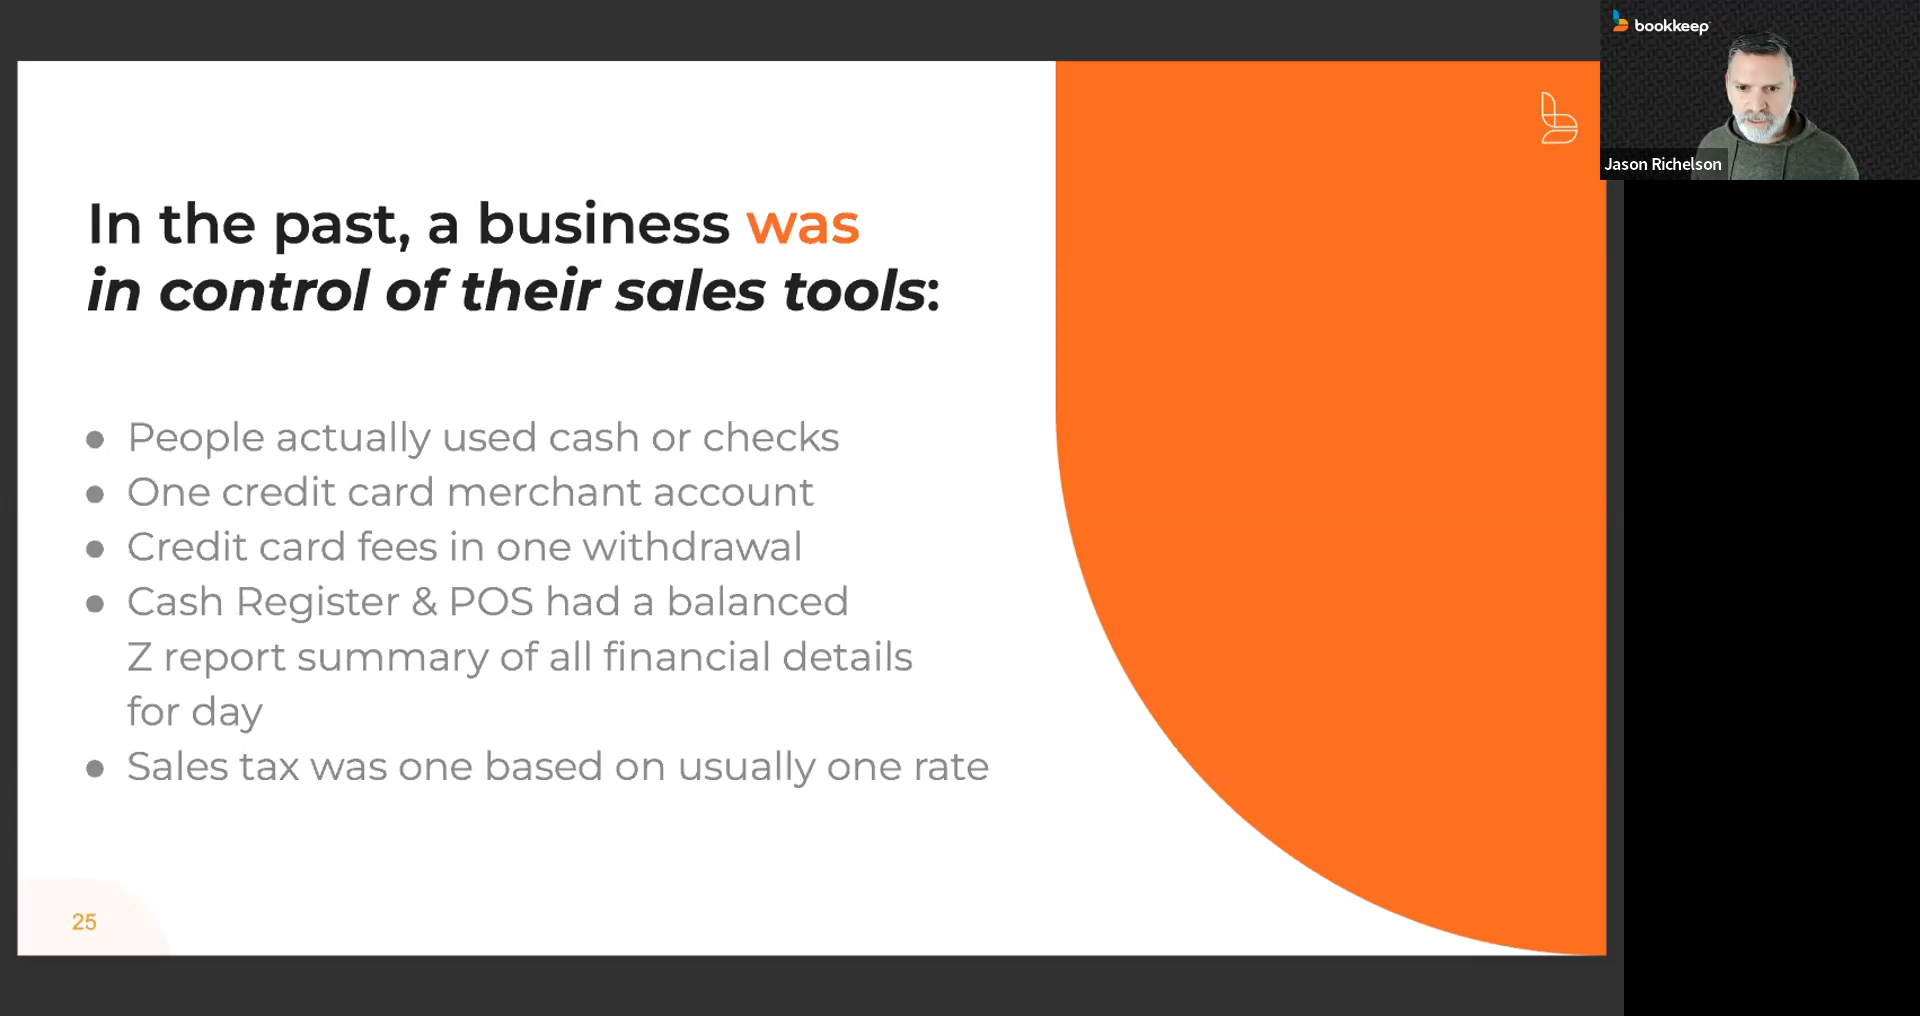 bookkeep
Jason Richelson
In the past, a business was
in control of their sales tools:
● People actually used cash or checks
● One credit card merchant account
● Credit card fees in one withdrawal
● Cash Register & POS had a balanced
Z report summary of all financial details
for day
● Sales tax was one based on usually one rate
25